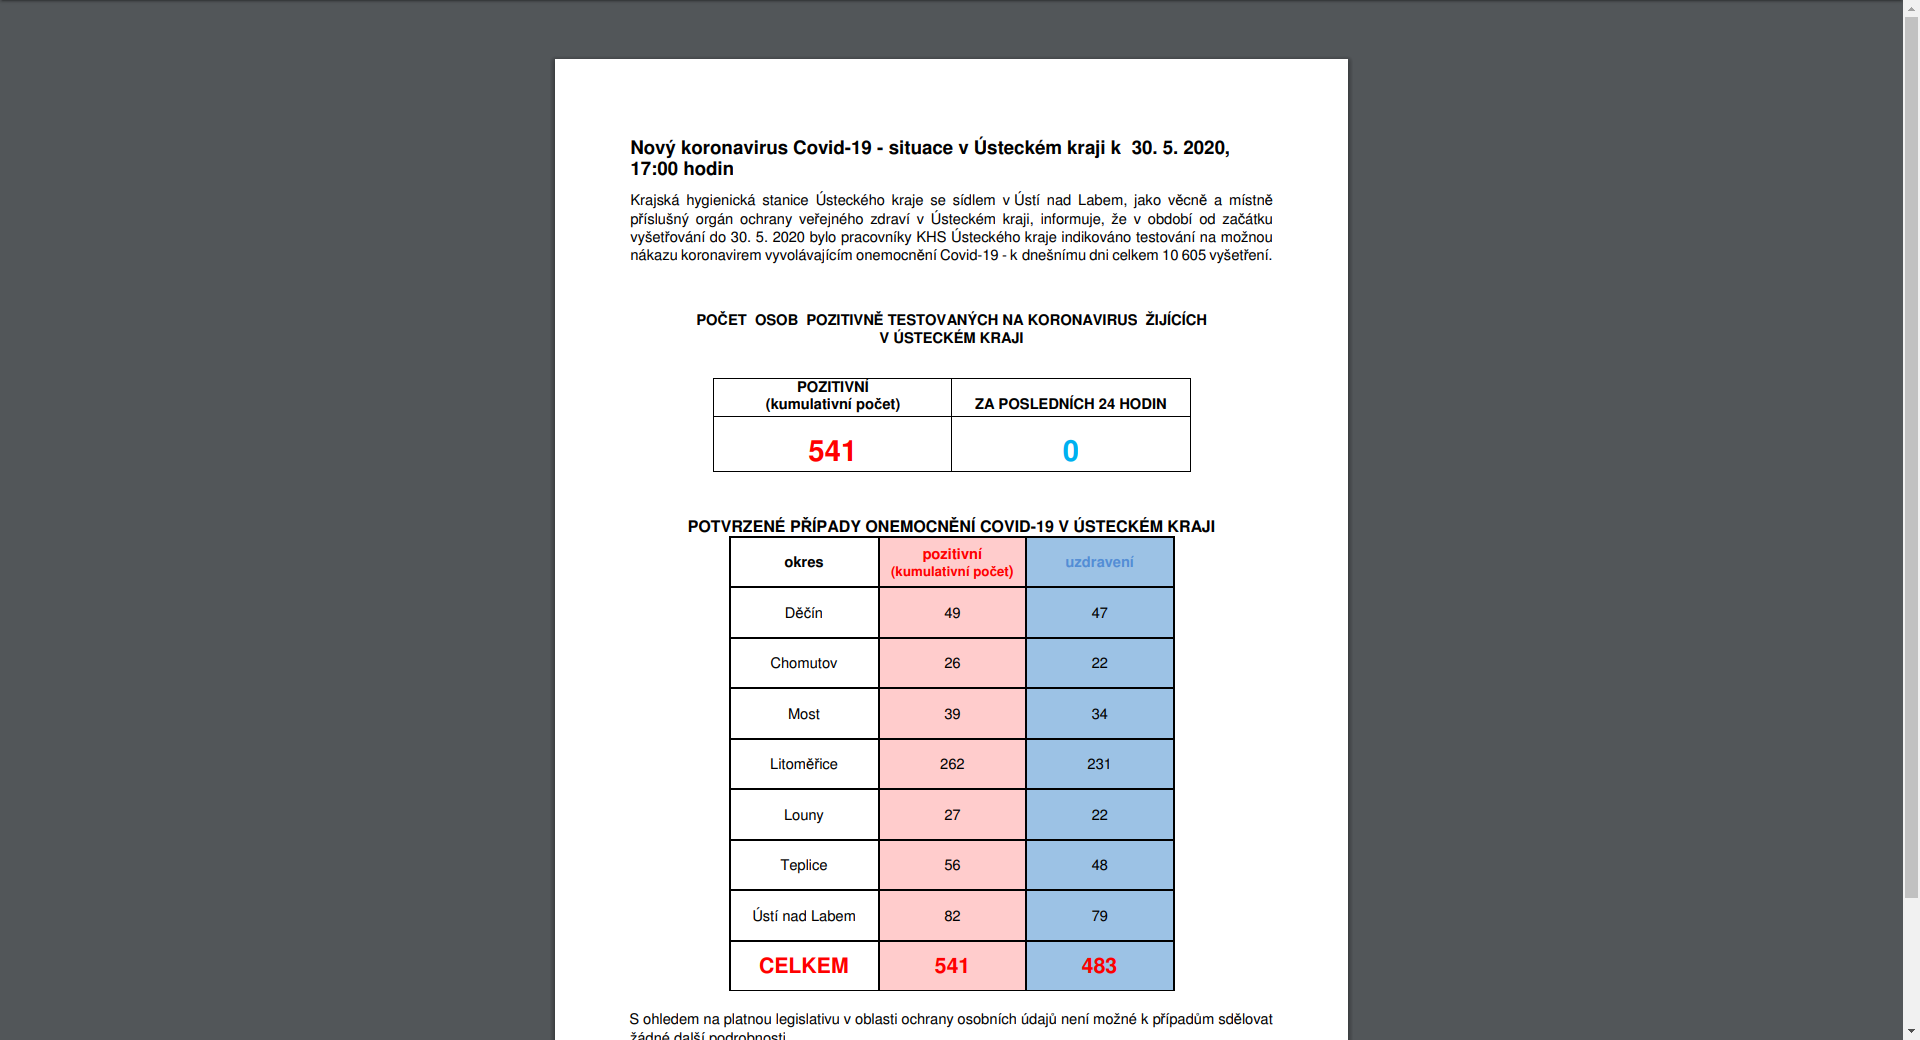 Nový koronavirus Covid-19 - situace v Ústeckém kraji k  30. 5. 2020,
17:00 hodin
Krajská hygienická stanice Ústeckého kraje se sídlem v Ústí nad Labem, jako věcně a místně
příslušný orgán ochrany veřejného zdraví v Ústeckém kraji, informuje, že v období od začátku
vyšetřování do 30. 5. 2020 bylo pracovníky KHS Ústeckého kraje indikováno testování na možnou
nákazu koronavirem vyvolávajícím onemocnění Covid-19 - k dnešnímu dni celkem 10 605 vyšetření.
POČET  OSOB  POZITIVNĚ TESTOVANÝCH NA KORONAVIRUS  ŽIJÍCÍCH
V ÚSTECKÉM KRAJI
POZITIVNÍ
(kumulativní počet) ZA POSLEDNÍCH 24 HODIN
541 0
POTVRZENÉ PŘÍPADY ONEMOCNĚNÍ COVID-19 V ÚSTECKÉM KRAJI
okres pozitivní (kumulativní počet) uzdravení
Děčín 49 47
Chomutov 26 22
Most 39 34
Litoměřice 262 231
Louny 27 22
Teplice 56 48
Ústí nad Labem 82 79
CELKEM 541 483
S ohledem na platnou legislativu v oblasti ochrany osobních údajů není možné k případům sdělovat
žádné další podrobnosti.